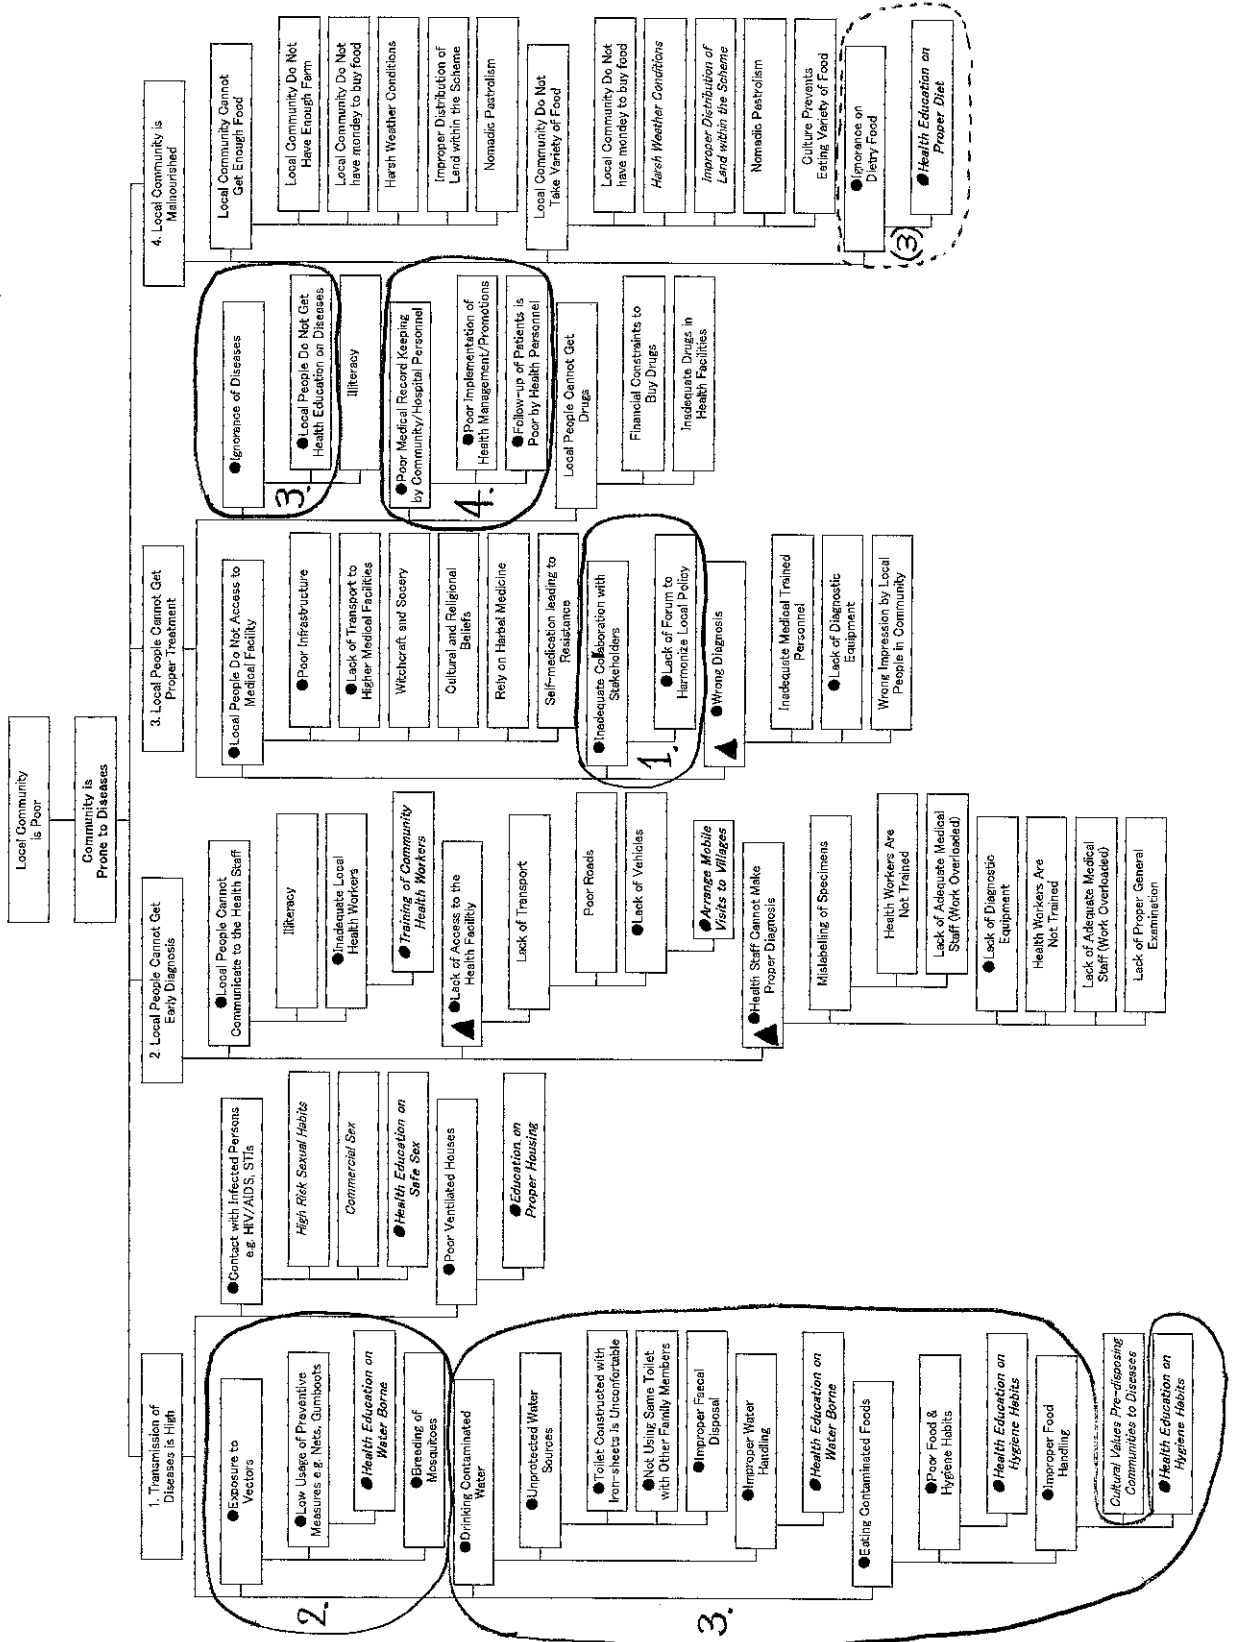 Local Community
is Poor
Community is
Prone to Diseases
1. Transmission of
Diseases is High
●Exposure to
Vectors
●Low Usage of Preventive
Measures e.g. Nets, Gumboots
●Health Education on
Water Borne
●Breeding of
Mosquitoes
2.
●Drinking Contaminated
Water
●Unprotected Water
Sources
●Toilet Constructed with
Iron-sheets Is Unconfortable
●Not Using Same Toilet
with Other Family Members
●Improper Faecal
Disposal
●Improper Water
Handling
●Health Education on
Water Borne
●Eating Contaminated Foods
●Poor Food &
Hygiene Habits
●Health Education on
Hygiene Habits
●Improper Food
Handling
Cultural Values Pre-disposing
Communities to Diseases
●Health Education on
Hygiene Habits
3.
●Contact with Infected Persons
e.g. HIV/AIDS, STIs
High Risk Sexual Habits
Commercial Sex
●Health Education on
Safe Sex
●Poor Ventilated Houses
●Education on
Proper Housing
2. Local People Cannot Get
Early Diagnosis
●Local People Cannot
Communicate to the Health Staff
Illiteracy
●Inadequate Local
Health Workers
●Training of Community
Health Workers
▲ ●Lack of Access to the
Health Facilitiy
Lack of Transport
Poor Roads
●Lack of Vehicles
●Arrange Mobile
Visits to Villages
▲ ●Health Staff Cannot Make
Proper Diagnosis
Mislabelling of Specimens
Health Workers Are
Not Trained
Lack of Adequate Medical
Staff (Work Overloaded)
●Lack of Diagnostic
Equipment
Health Workers Are
Not Trained
Lack of Adequate Medical
Staff (Work Overloaded)
Lack of Proper General
Examination
3. Local People Cannot Get
Proper Treatment
●Local People Do Not Access to
Medical Facility
●Poor Infrastructure
●Lack of Transport to
Higher Medical Facilities
Witchcraft and Socery
Cultural and Religional
Beliefs
Rely on Harbal Medicine
Self-medication leading to
Resistance
●Inadequate Collaboration with
Stakeholders
●Lack of Forum to
Harmonize Local Policy
1.
▲ ●Wrong Diagnosis
Inadequate Medical Trained
Personnel
●Lack of Diagnostic
Equipment
Wrong Impression by Local
People in Community
●Ignorance of Diseases
●Local People Do Not Get
Health Education on Diseases
3.
Illiteracy
●Poor Medical Record Keeping
by Community/Hospital Personnel
●Poor Implementation of
Health Management/Promotions
●Follow-up of Patients is
Poor by Health Personnel
4.
Local People Cannot Get
Drugs
Financial Constraints to
Buy Drugs
Inadequate Drugs in
Health Facilities
4. Local Community is
Malnourished
Local Community Cannot
Get Enough Food
Local Community Do Not
Have Enough Farm
Local Community Do Not
have mondey to buy food
Harsh Weather Conditions
Improper Distribution of
Land within the Scheme
Nomadic Pastrolism
Local Community Do Not
Take Variety of Food
Local Community Do Not
have mondey to buy food
Harsh Weather Conditions
Improper Distribution of
Land within the Scheme
Nomadic Pastrolism
Culture Prevents
Eating Variety of Food
●Ignorance on
Dietry Food
●Health Education on
Proper Diet
(3)